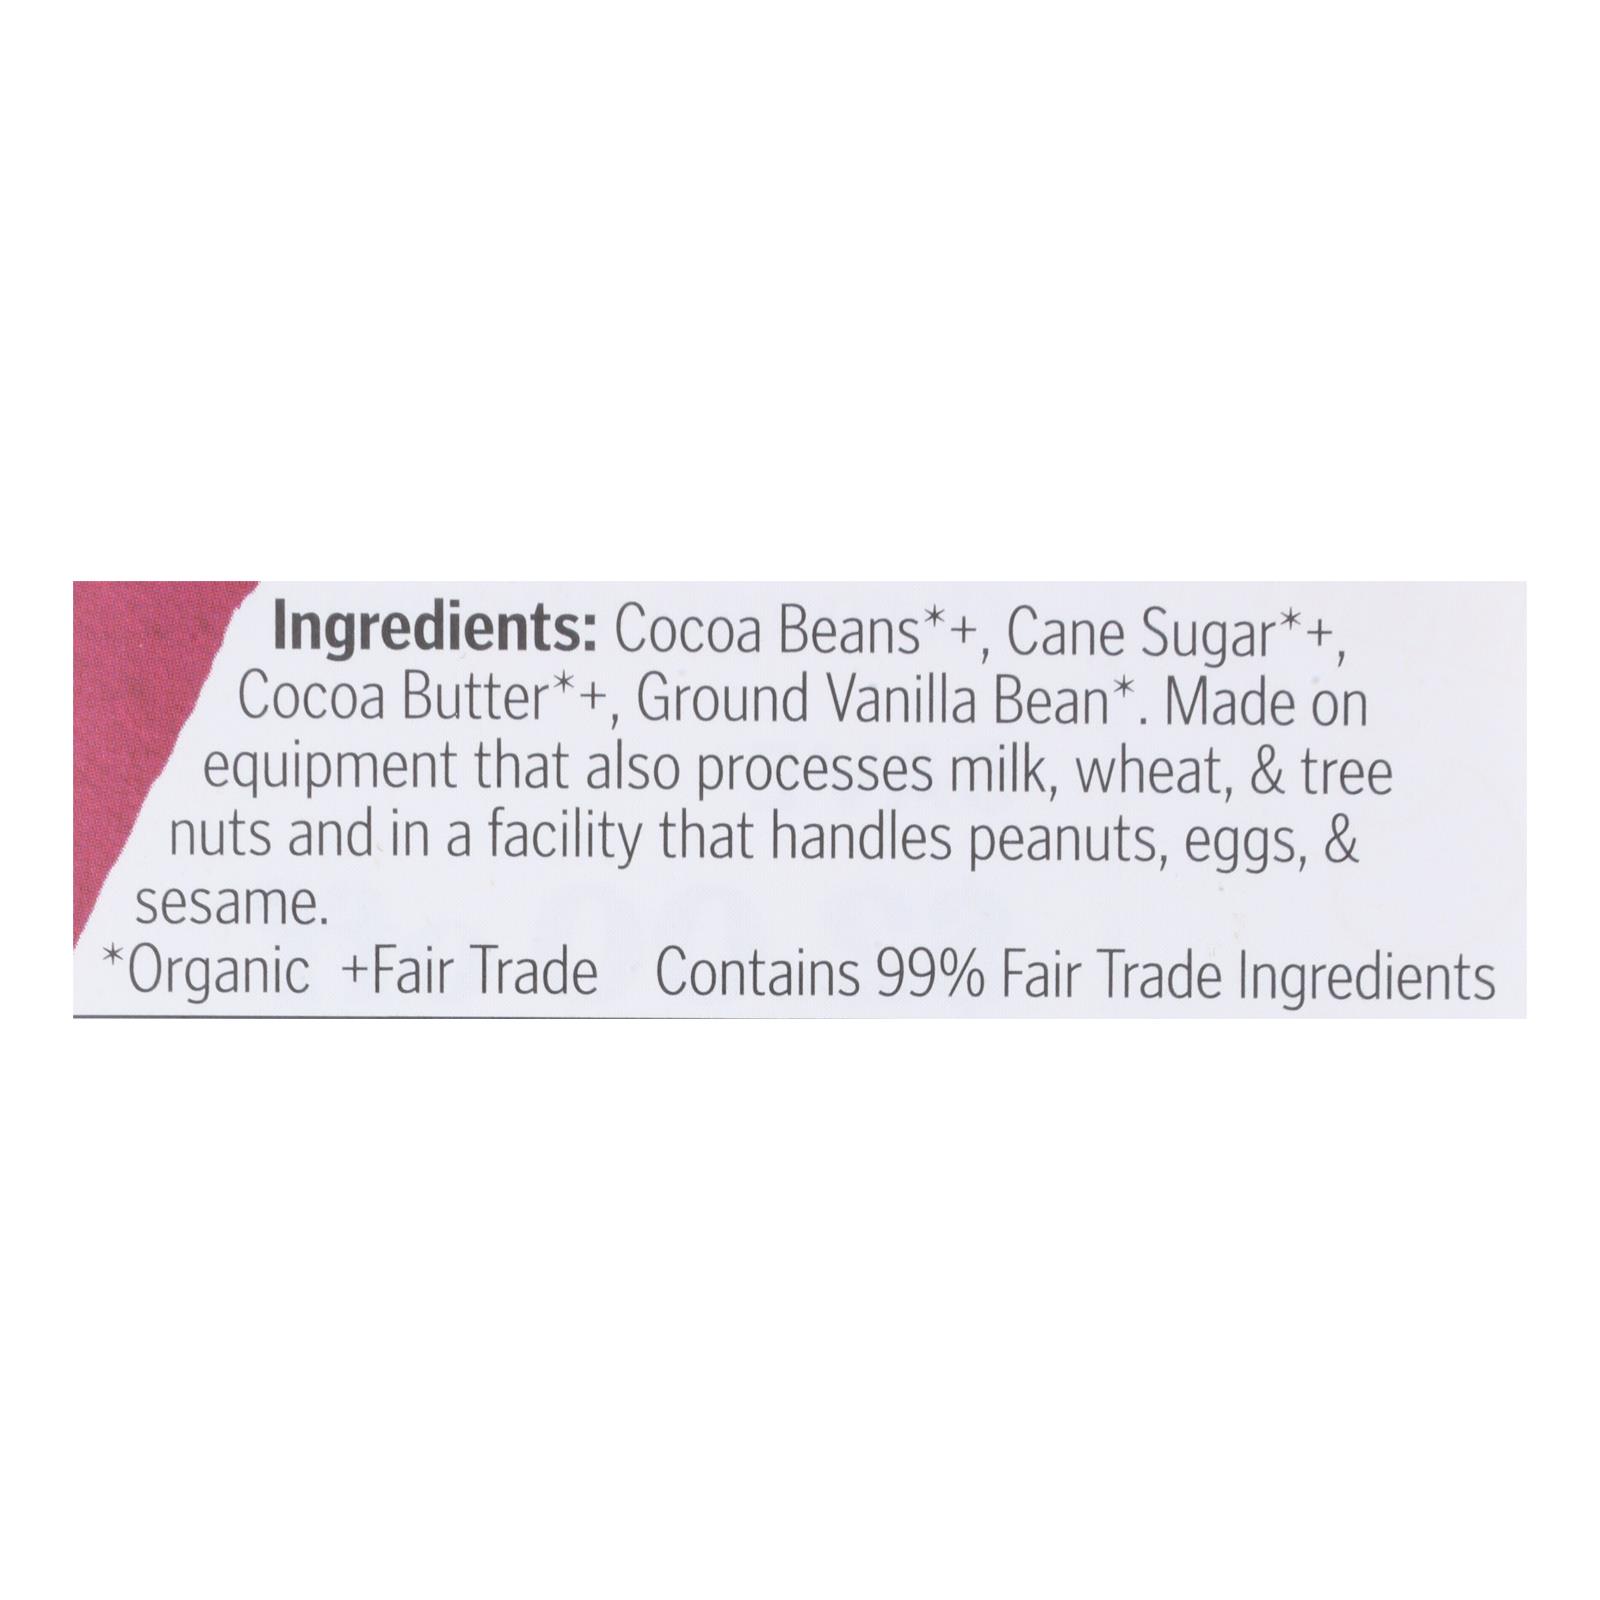 Ingredients: Cocoa Beans*+, Cane Sugar*+,
Cocoa Butter*+, Ground Vanilla Bean*. Made on
equipment that also processes milk, wheat, & tree
nuts and in a facility that handles peanuts, eggs, &
sesame.
*Organic +Fair Trade Contains 99% Fair Trade Ingredients